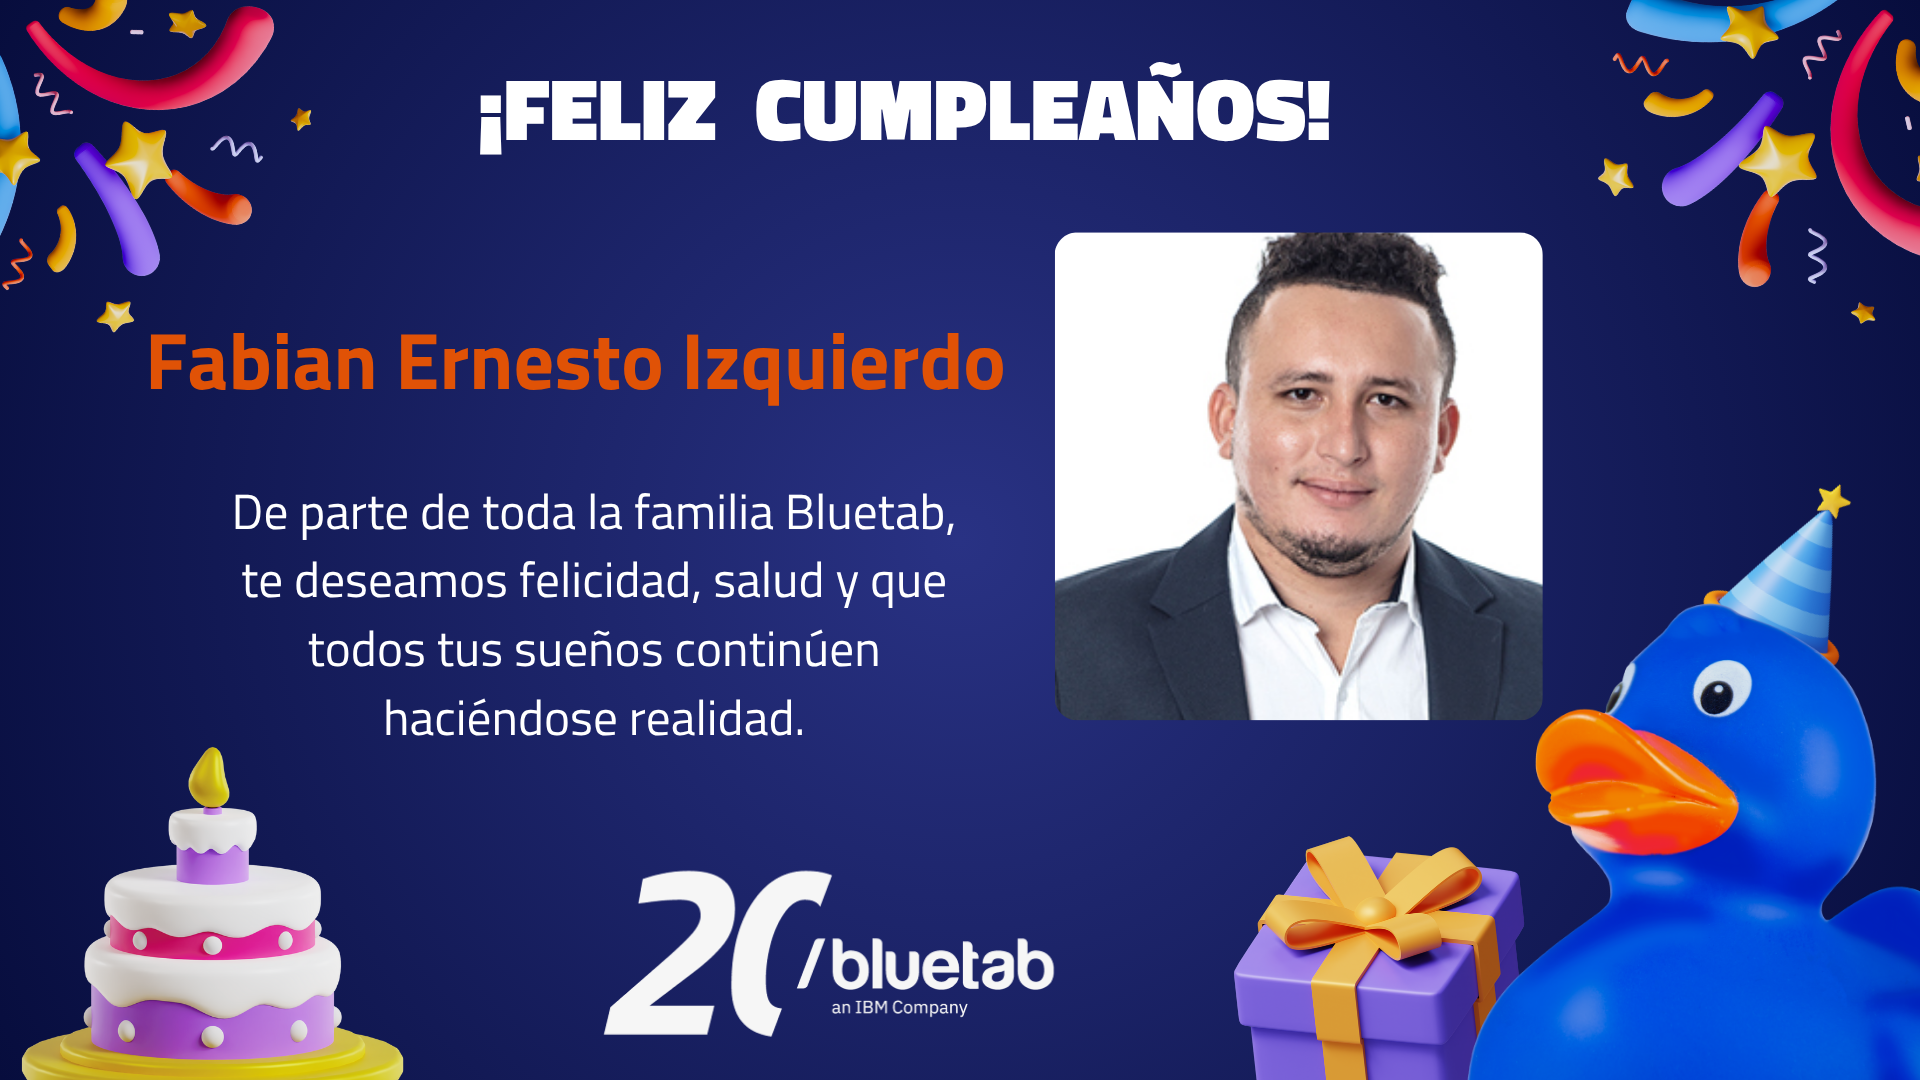 ¡FELIZ CUMPLEAÑOS!
Fabian Ernesto Izquierdo
De parte de toda la familia Bluetab,
te deseamos felicidad, salud y que
todos tus sueños continúen
haciéndose realidad.
20/bluetab
an IBM Company